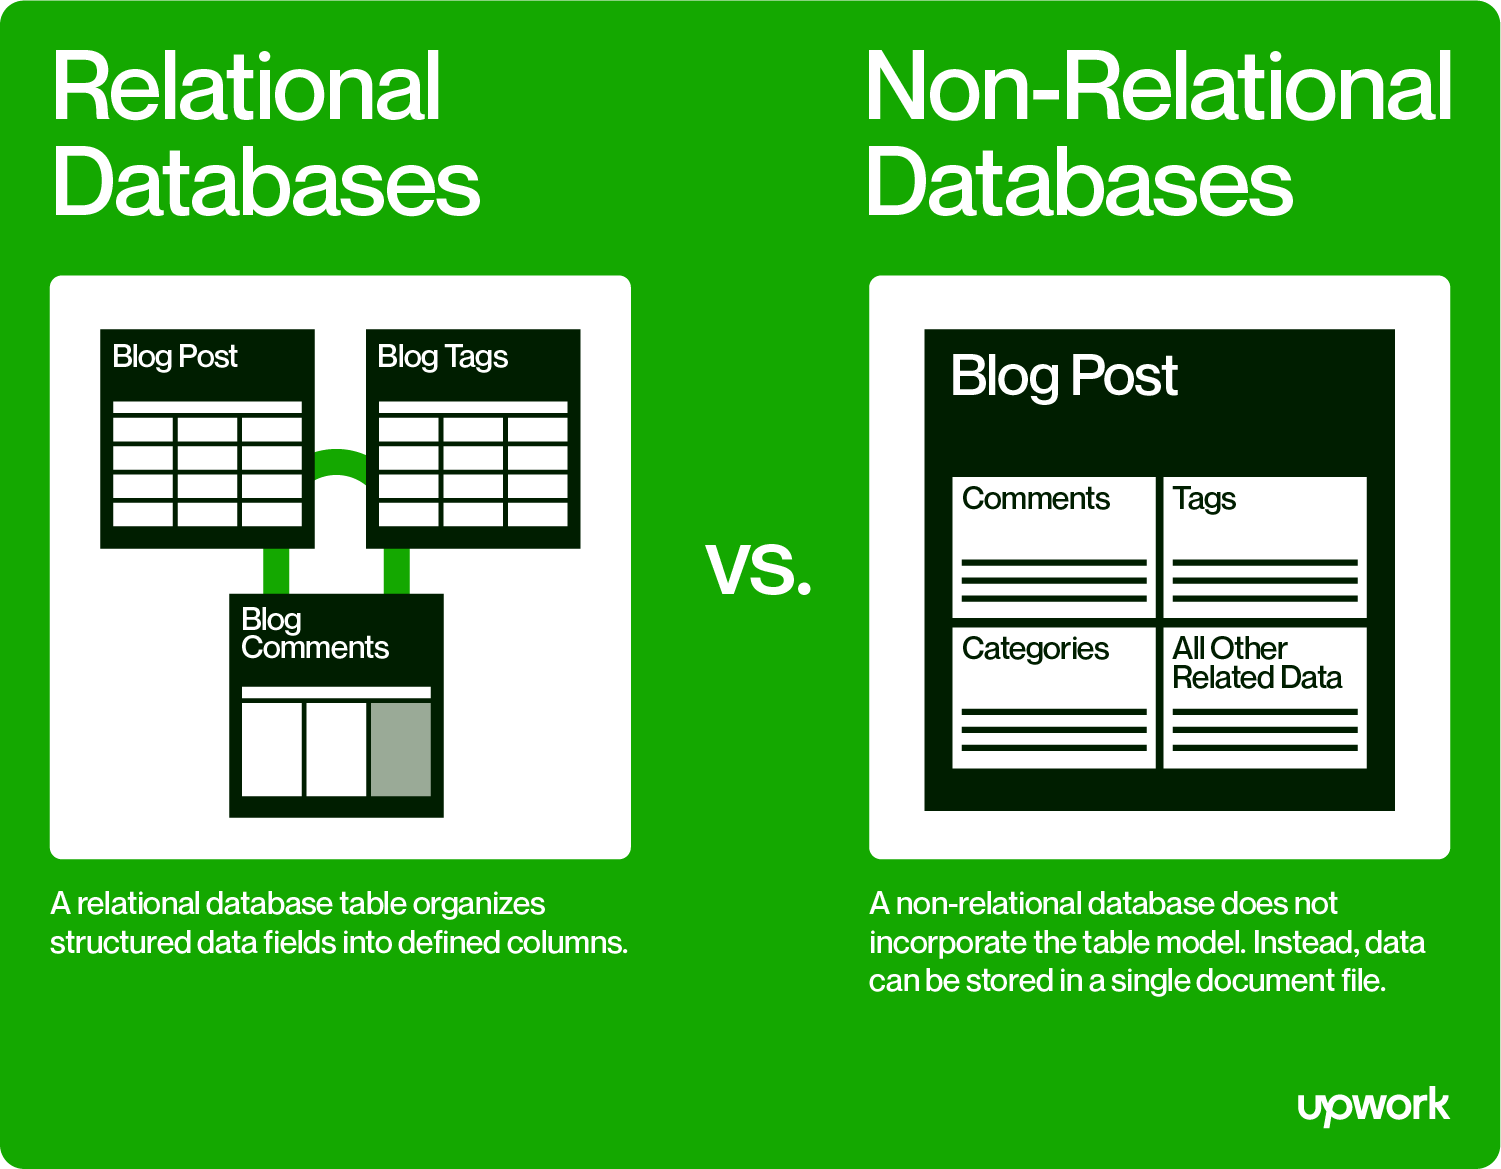 Relational
Databases
Non-Relational
Databases
Blog Post
Blog Tags
Blog
Comments
vs.
Blog Post
Comments
Tags
Categories
All Other
Related Data
A relational database table organizes
structured data fields into defined columns.
A non-relational database does not
incorporate the table model. Instead, data
can be stored in a single document file.
upwork